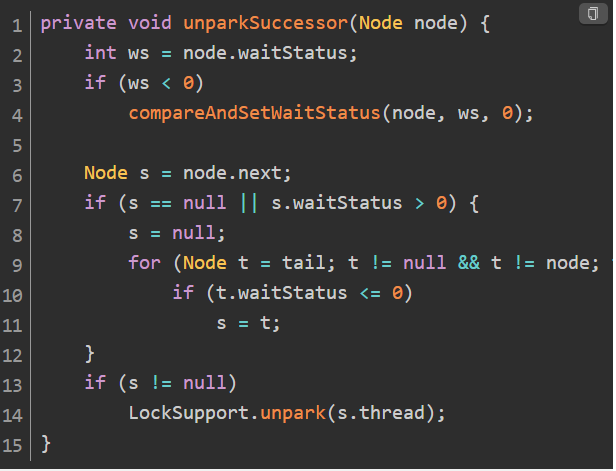 1 private void unparkSuccessor(Node node) {
2     int ws = node.waitStatus;
3     if (ws < 0)
4         compareAndSetWaitStatus(node, ws, 0);
5
6     Node s = node.next;
7     if (s == null || s.waitStatus > 0) {
8         s = null;
9         for (Node t = tail; t != null && t != node;
10             if (t.waitStatus <= 0)
11                 s = t;
12     }
13     if (s != null)
14         LockSupport.unpark(s.thread);
15 }